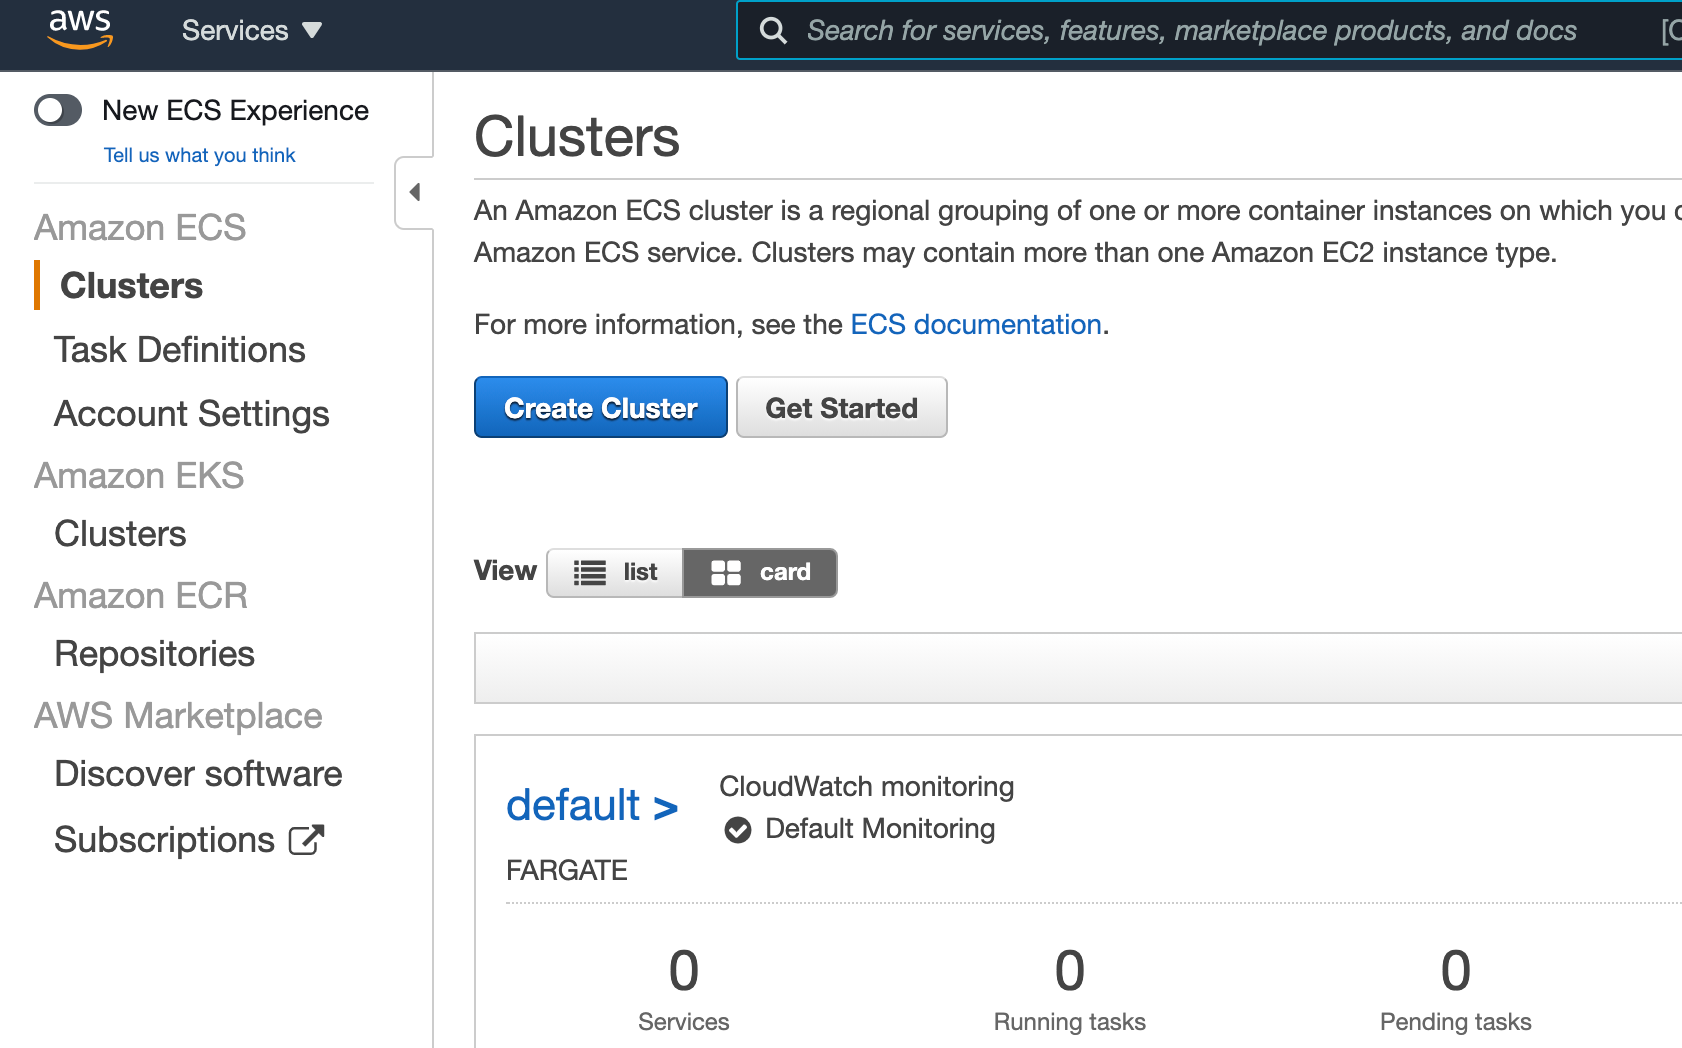 aws
Services
Search for services, features, marketplace products, and docs
New ECS Experience
Tell us what you think
Amazon ECS
Clusters
Task Definitions
Account Settings
Amazon EKS
Clusters
Amazon ECR
Repositories
AWS Marketplace
Discover software
Subscriptions
Clusters
An Amazon ECS cluster is a regional grouping of one or more container instances on which you
Amazon ECS service. Clusters may contain more than one Amazon EC2 instance type.
For more information, see the ECS documentation.
Create Cluster
Get Started
View
list
card
default >
CloudWatch monitoring
Default Monitoring
FARGATE
0
Services
0
Running tasks
0
Pending tasks